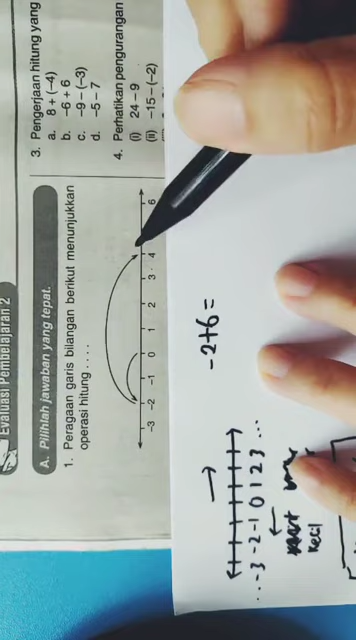 Evaluasi Pembelajaran 2
A. Pilihlah jawaban yang tepat.
1. Peragaan garis bilangan berikut menunjukkan
operasi hitung . . . .
−3 −2 −1 0 1 2 3 4 6
3. Pengerjaan hitung yang
a. 8 + (−4)
b. −6 + 6
c. −9 − (−3)
d. −5 − 7
4. Perhatikan pengurangan
(i) 24 − 9
(ii) −15 − (−2)
-2+6 =
... -3 -2 -1 0 1 2 3 ...
kecil